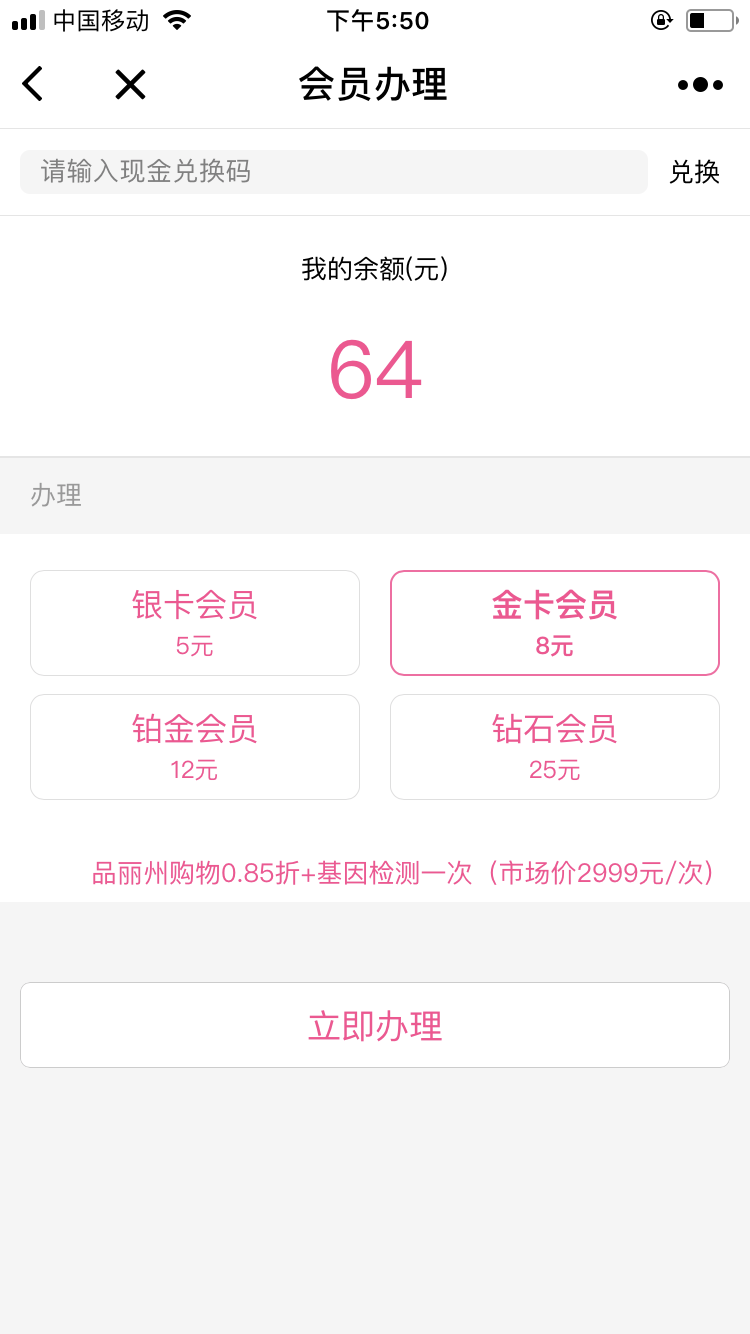 中国移动
下午5:50
会员办理
请输入现金兑换码
兑换
我的余额(元)
64
办理
银卡会员
5元
金卡会员
8元
铂金会员
12元
钻石会员
25元
品丽州购物0.85折+基因检测一次（市场价2999元/次）
立即办理